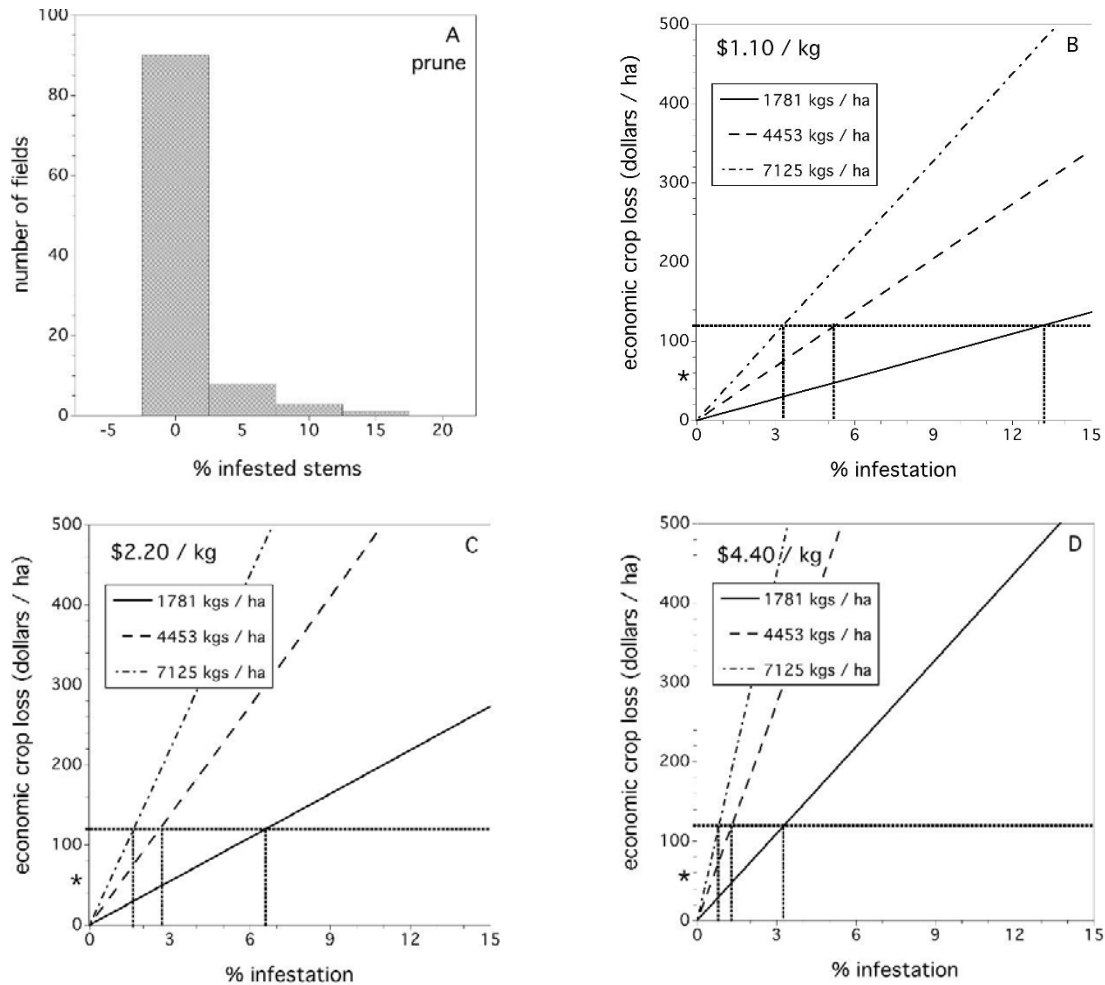 A
prune
100
80
60
40
20
0
number of fields
-5 0 5 10 15 20
% infested stems
B
$1.10 / kg
1781 kgs / ha
4453 kgs / ha
7125 kgs / ha
500
400
300
200
100
*
0
economic crop loss (dollars / ha)
0 3 6 9 12 15
% infestation
C
$2.20 / kg
1781 kgs / ha
4453 kgs / ha
7125 kgs / ha
500
400
300
200
100
*
0
economic crop loss (dollars / ha)
0 3 6 9 12 15
% infestation
D
$4.40 / kg
1781 kgs / ha
4453 kgs / ha
7125 kgs / ha
500
400
300
200
100
*
0
economic crop loss (dollars / ha)
0 3 6 9 12 15
% infestation